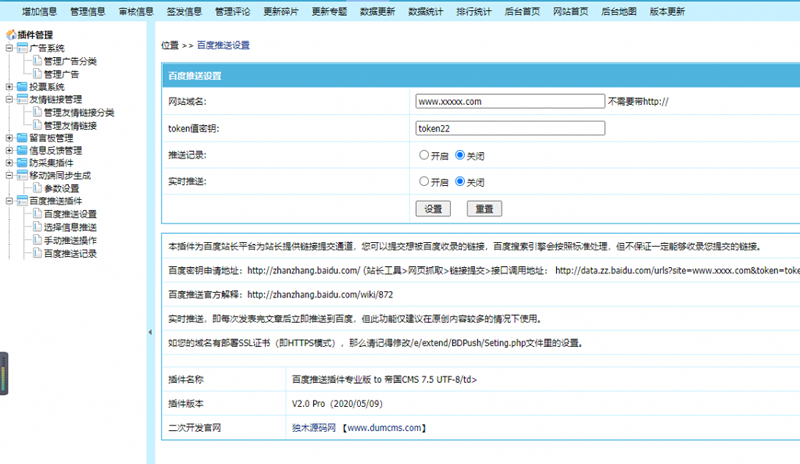 增加信息 管理信息 审核信息 签发信息 管理评论 更新碎片 更新专题 数据更新 数据统计 排行统计 后台首页 网站首页 后台地图 版本更新
插件管理
广告系统
管理广告分类
管理广告
投票系统
友情链接管理
管理友情链接分类
管理友情链接
留言板管理
信息反馈管理
防采集插件
移动端同步生成
参数设置
百度推送插件
百度推送设置
选择信息推送
手动推送操作
百度推送记录
位置 >> 百度推送设置
百度推送设置
网站域名: www.xxxxx.com 不需要带http://
token值密钥: token22
推送记录: 开启 关闭
实时推送: 开启 关闭
设置 重置
本插件为百度站长平台为站长提供链接提交通道，您可以提交想被百度收录的链接，百度搜索引擎会按照标准处理，但不保证一定能够收录您提交的链接。
百度密钥申请地址：http://zhanzhang.baidu.com/ (站长工具>网页抓取>链接提交>接口调用地址： http://data.zz.baidu.com/urls?site=www.xxxx.com&token=toke
百度推送官方解释：http://zhanzhang.baidu.com/wiki/872
实时推送，即每次发表完文章后立即推送到百度，但此功能仅建议在原创内容较多的情况下使用。
如您的域名有部署SSL证书（即HTTPS模式），那么请记得修改/e/extend/BDPush/Seting.php文件里的设置。
插件名称 百度推送插件专业版 to 帝国CMS 7.5 UTF-8/td>
插件版本 V2.0 Pro（2020/05/09）
二次开发官网 独木源码网 【www.dumcms.com】